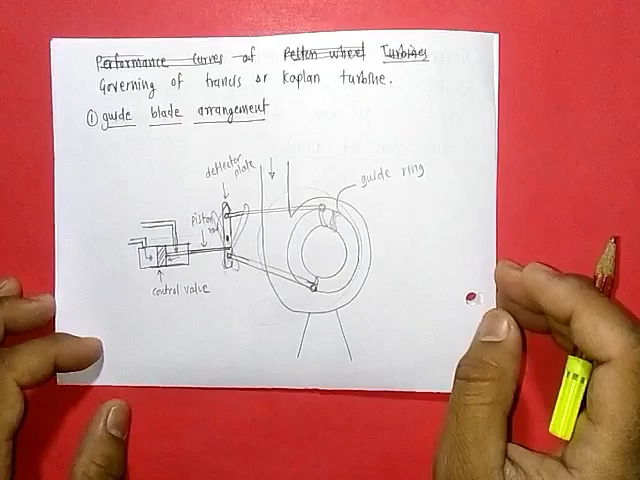 Performance curves of Pelton wheel Turbines
Governing of francis or Kaplan turbine.
① guide blade arrangement
deflector
plate
guide ring
piston
rod
control valve